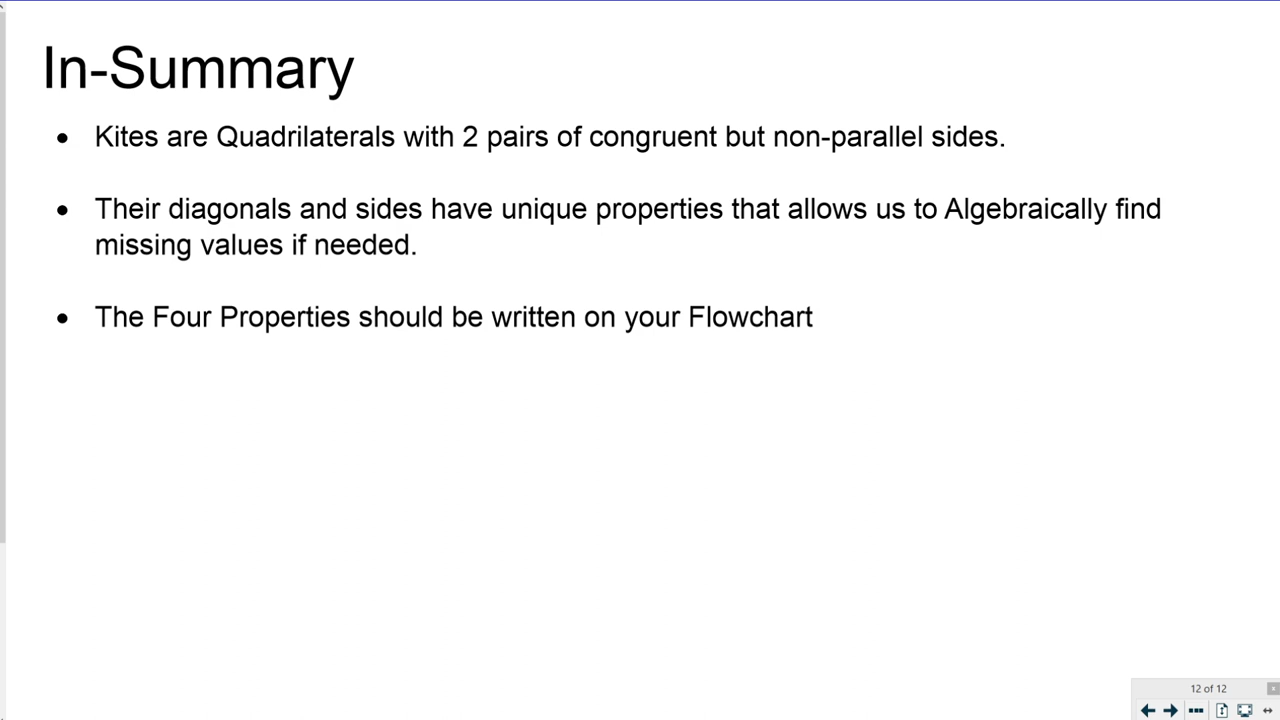 In-Summary
• Kites are Quadrilaterals with 2 pairs of congruent but non-parallel sides.
• Their diagonals and sides have unique properties that allows us to Algebraically find
missing values if needed.
• The Four Properties should be written on your Flowchart
12 of 12